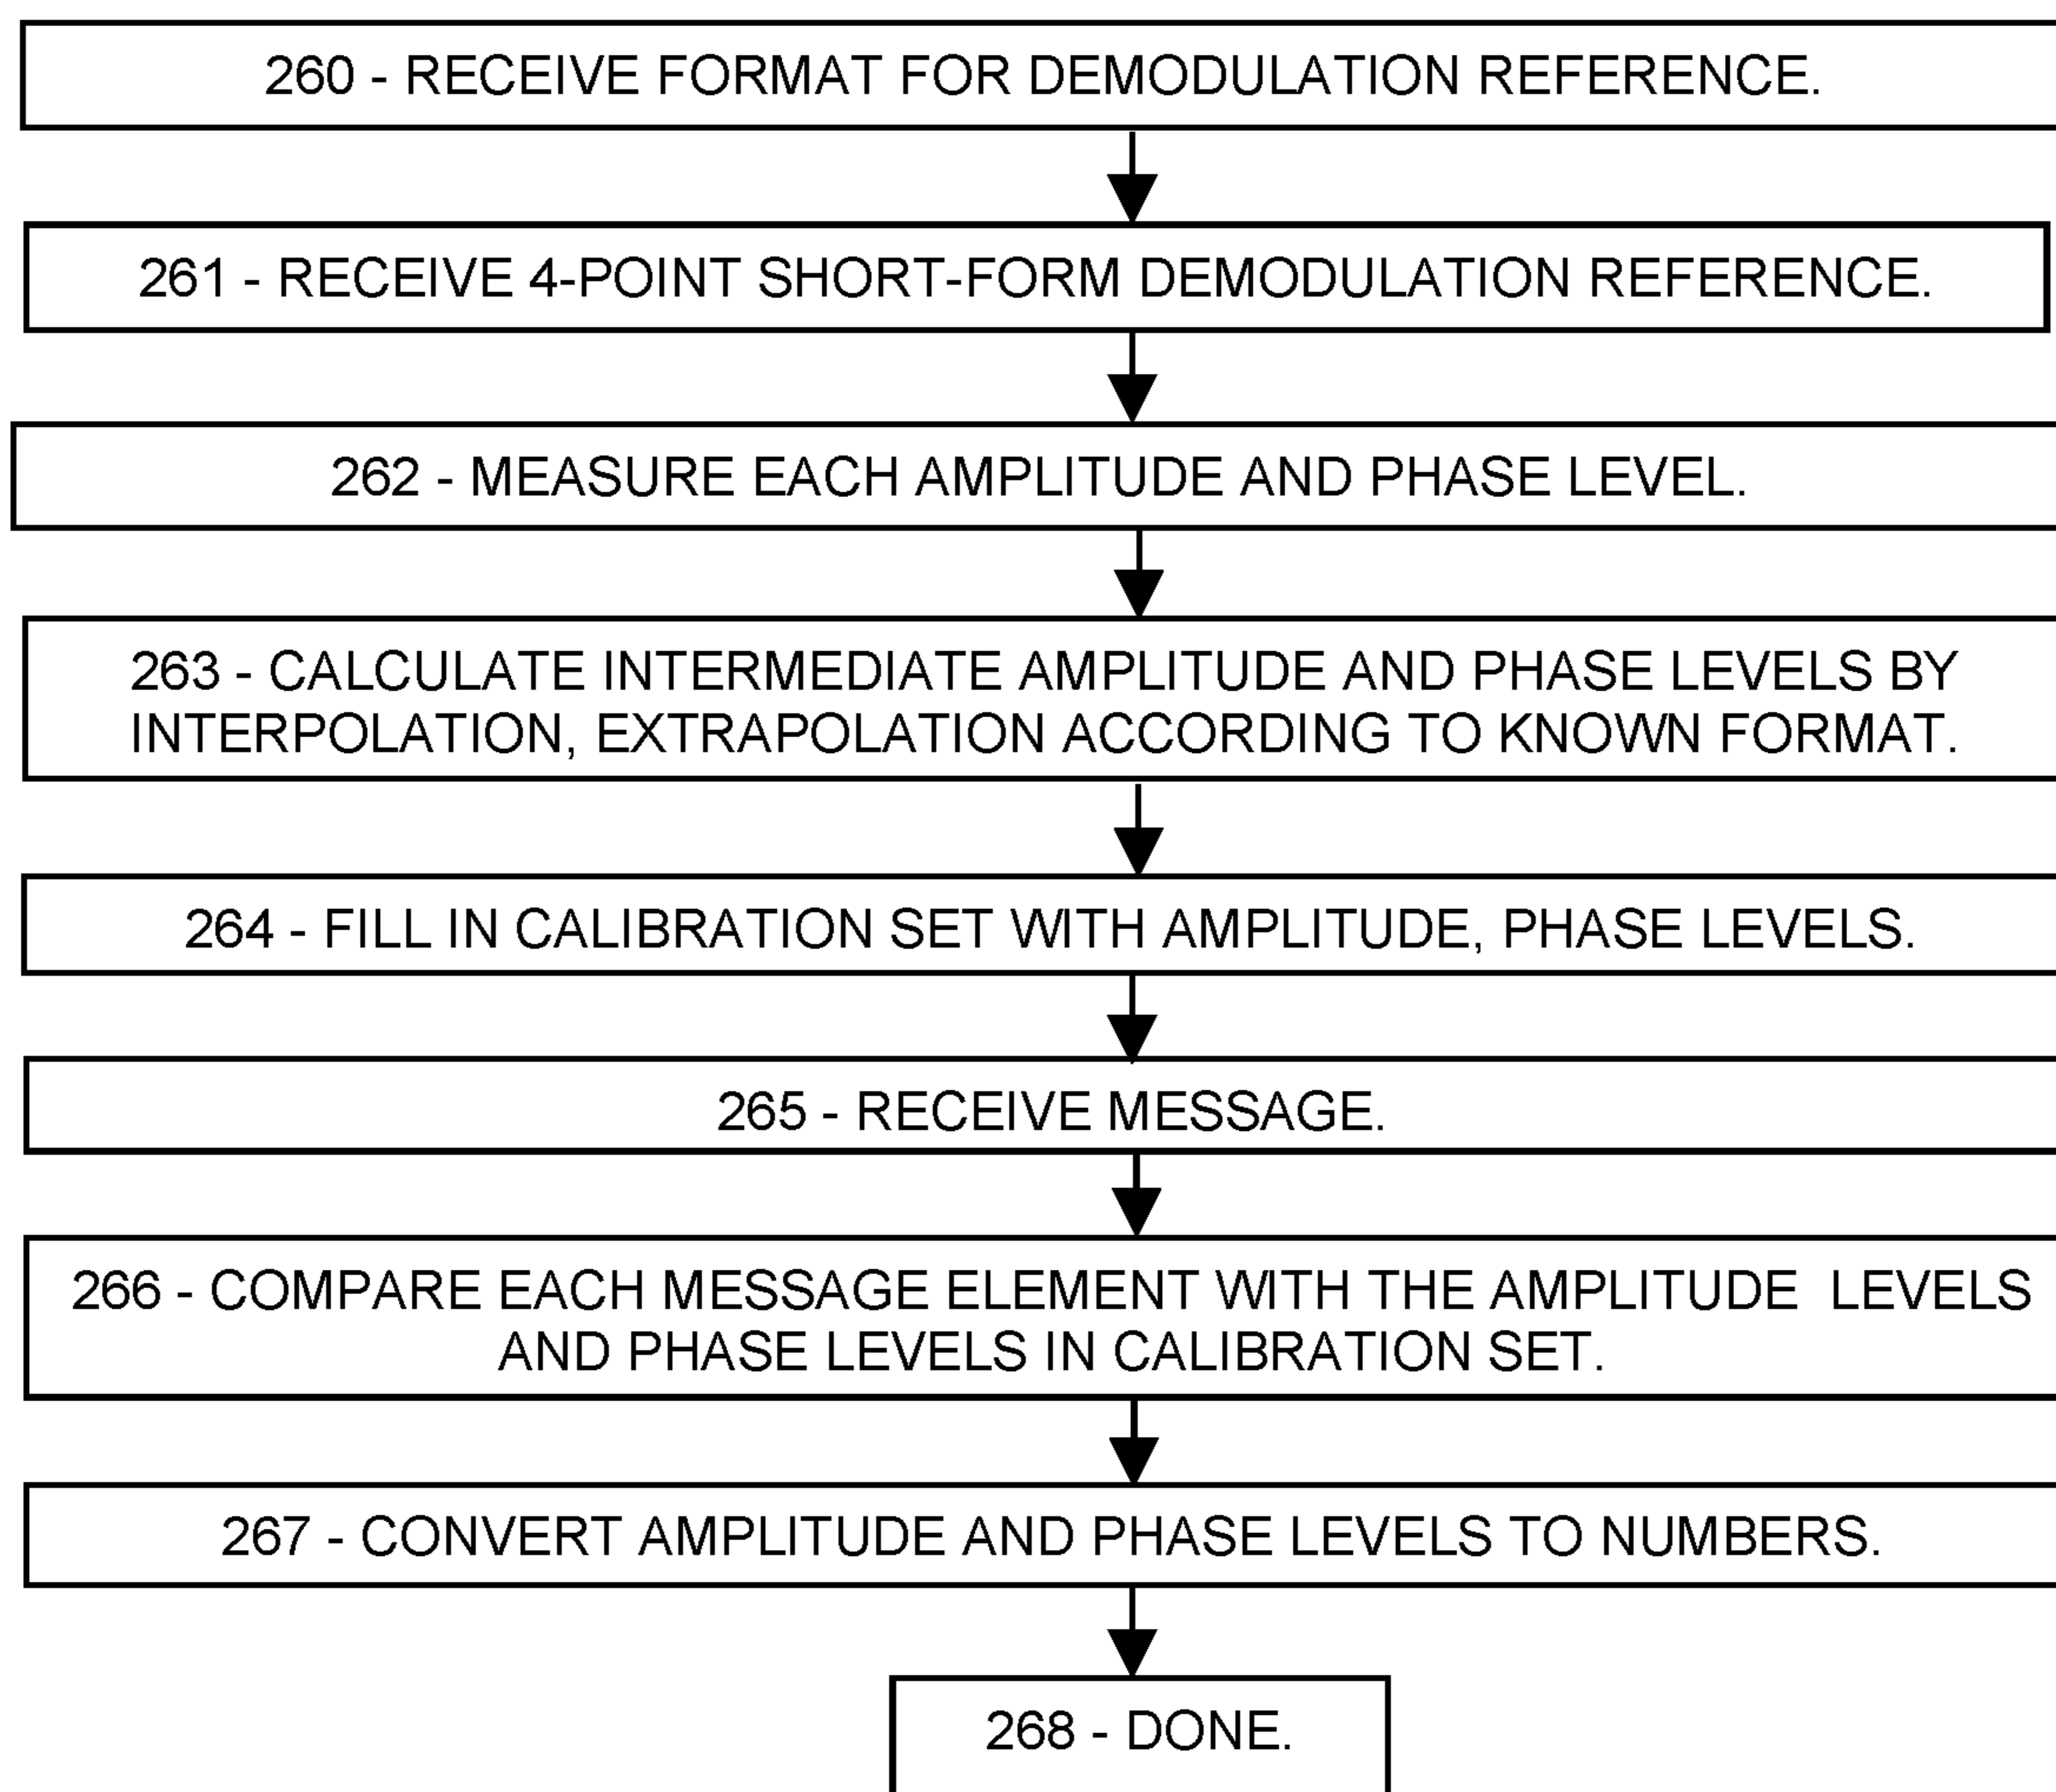 260 - RECEIVE FORMAT FOR DEMODULATION REFERENCE.
261 - RECEIVE 4-POINT SHORT-FORM DEMODULATION REFERENCE.
262 - MEASURE EACH AMPLITUDE AND PHASE LEVEL.
263 - CALCULATE INTERMEDIATE AMPLITUDE AND PHASE LEVELS BY
INTERPOLATION, EXTRAPOLATION ACCORDING TO KNOWN FORMAT.
264 - FILL IN CALIBRATION SET WITH AMPLITUDE, PHASE LEVELS.
265 - RECEIVE MESSAGE.
266 - COMPARE EACH MESSAGE ELEMENT WITH THE AMPLITUDE  LEVELS
AND PHASE LEVELS IN CALIBRATION SET.
267 - CONVERT AMPLITUDE AND PHASE LEVELS TO NUMBERS.
268 - DONE.